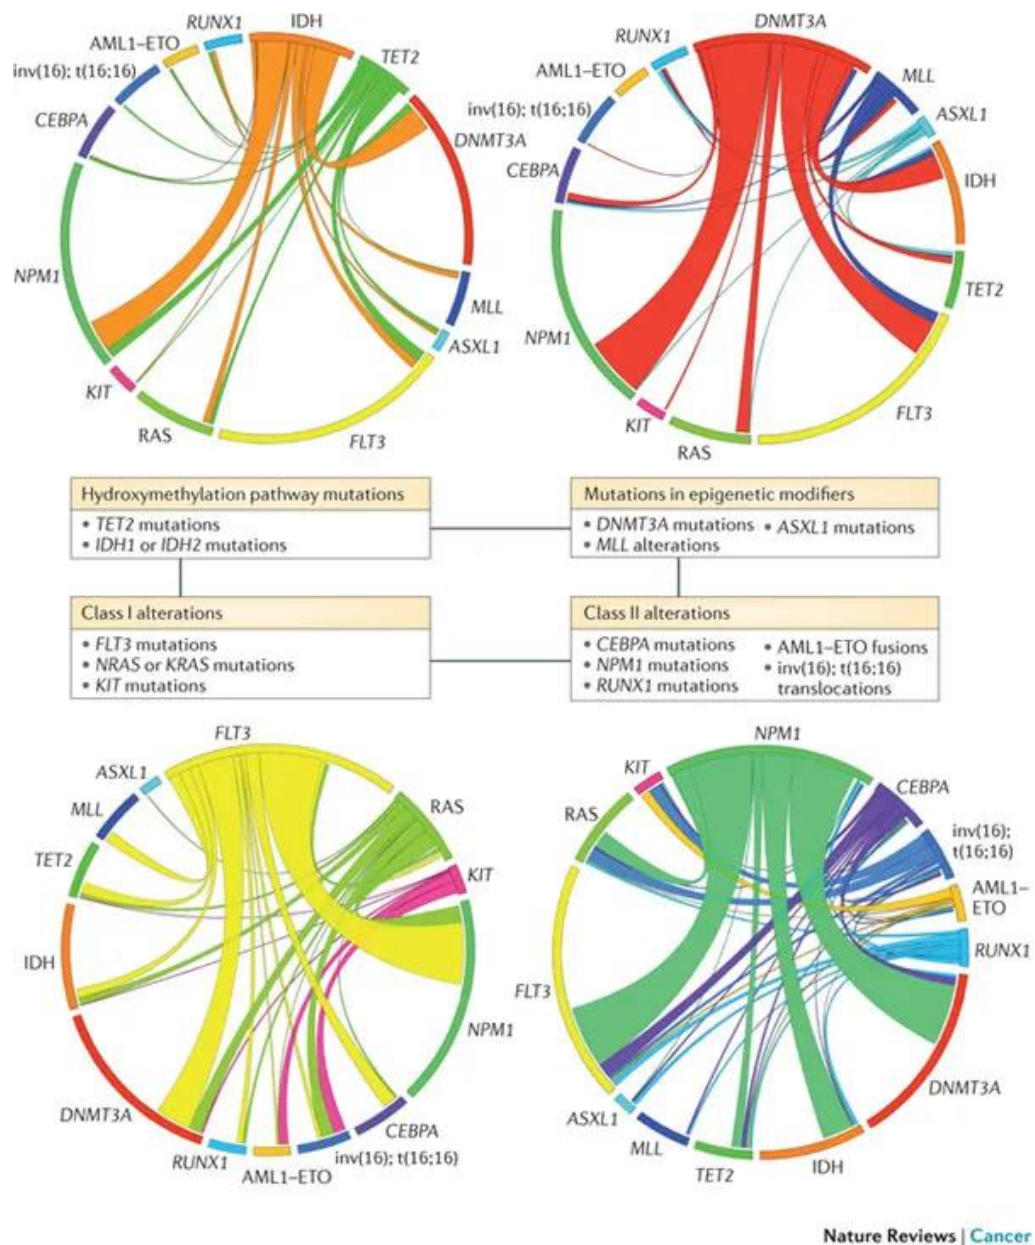 RUNX1
IDH
AML1–ETO
TET2
inv(16); t(16;16)
CEBPA
DNMT3A
NPM1
MLL
ASXL1
KIT
RAS
FLT3
DNMT3A
RUNX1
MLL
AML1–ETO
ASXL1
inv(16); t(16;16)
CEBPA
IDH
TET2
NPM1
FLT3
KIT
RAS
Hydroxymethylation pathway mutations
• TET2 mutations
• IDH1 or IDH2 mutations
Mutations in epigenetic modifiers
• DNMT3A mutations • ASXL1 mutations
• MLL alterations
Class I alterations
• FLT3 mutations
• NRAS or KRAS mutations
• KIT mutations
Class II alterations
• CEBPA mutations
• NPM1 mutations
• RUNX1 mutations
• AML1–ETO fusions
• inv(16); t(16;16)
translocations
FLT3
ASXL1
RAS
MLL
TET2
KIT
IDH
NPM1
DNMT3A
CEBPA
RUNX1
inv(16); t(16;16)
AML1–ETO
NPM1
KIT
CEBPA
RAS
inv(16);
t(16;16)
AML1–
ETO
RUNX1
FLT3
DNMT3A
ASXL1
MLL
TET2
IDH
Nature Reviews | Cancer